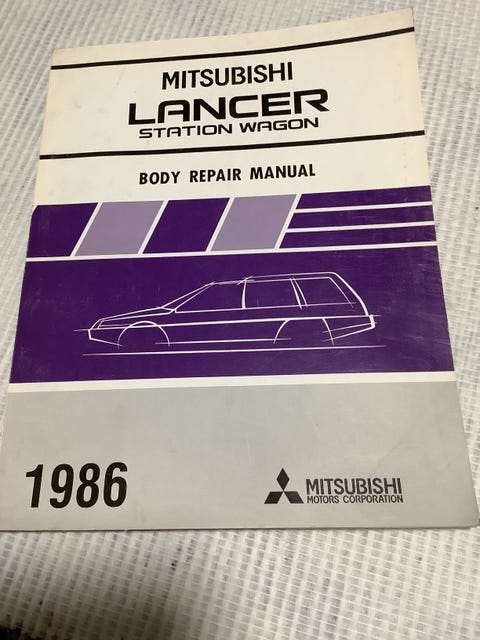 MITSUBISHI
LANCER
STATION WAGON
BODY REPAIR MANUAL
1986
MITSUBISHI
MOTORS CORPORATION